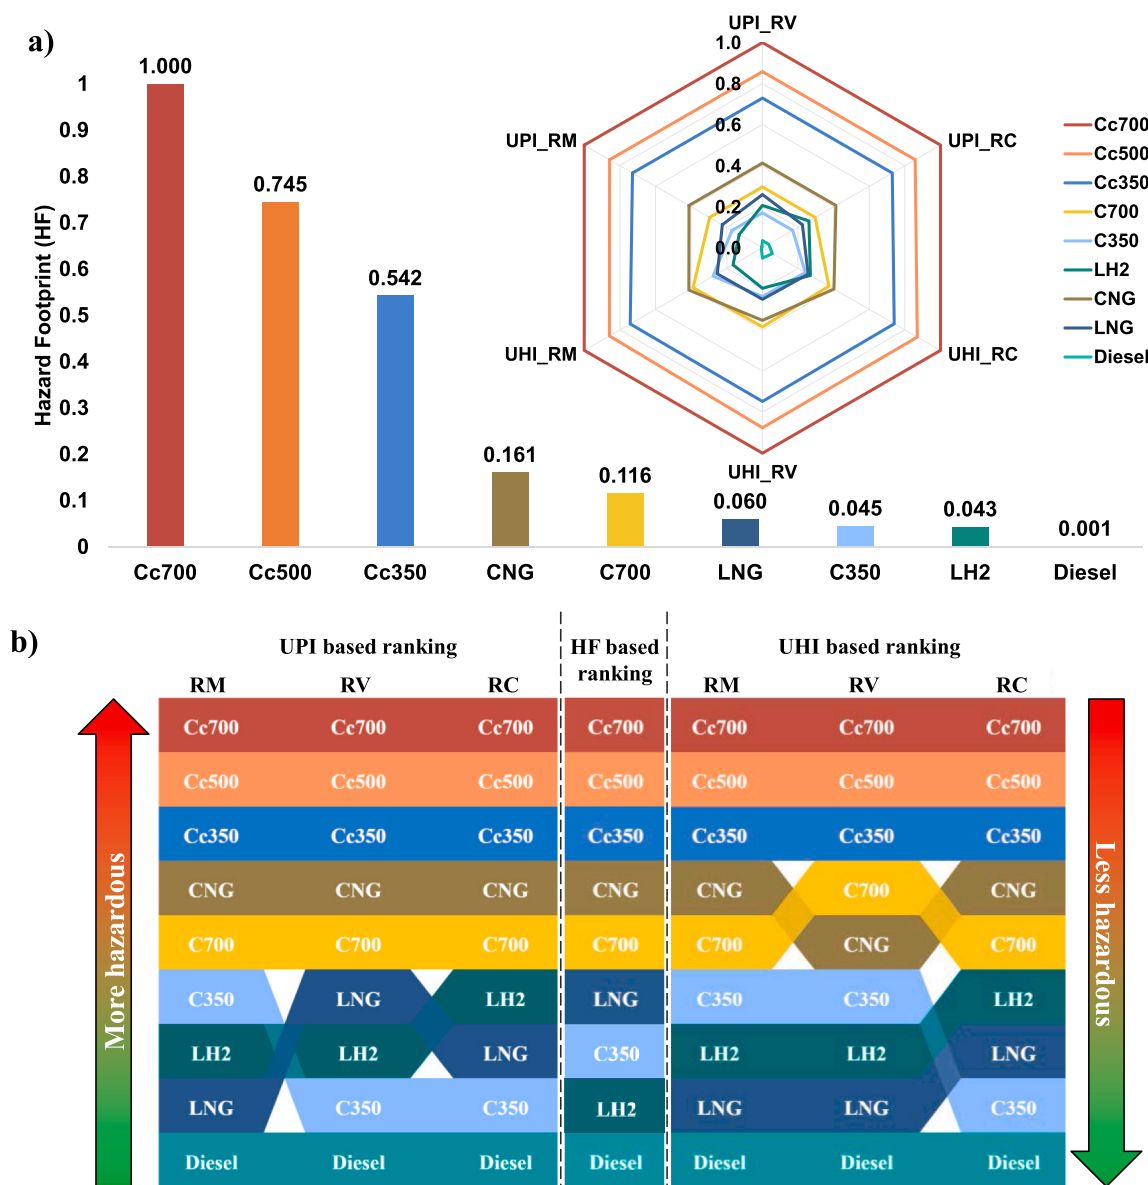 a)
Hazard Footprint (HF)
1
0.9
0.8
0.7
0.6
0.5
0.4
0.3
0.2
0.1
0
1.000
0.745
0.542
0.161
0.116
0.060
0.045
0.043
0.001
Cc700 Cc500 Cc350 CNG C700 LNG C350 LH2 Diesel
UPI_RV
1.0
0.8
0.6
0.4
0.2
0.0
UPI_RM
UPI_RC
UHI_RM
UHI_RC
UHI_RV
Cc700
Cc500
Cc350
C700
C350
LH2
CNG
LNG
Diesel
b)
UPI based ranking
HF based
ranking
UHI based ranking
RM RV RC RM RV RC
More hazardous
Less hazardous
Cc700 Cc700 Cc700 Cc700 Cc700 Cc700 Cc700
Cc500 Cc500 Cc500 Cc500 Cc500 Cc500 Cc500
Cc350 Cc350 Cc350 Cc350 Cc350 Cc350 Cc350
CNG CNG CNG CNG CNG C700 CNG
C700 C700 C700 C700 C700 CNG C700
C350 LNG LH2 LNG C350 C350 LH2
LH2 LH2 LNG C350 LH2 LH2 LNG
LNG C350 C350 LH2 LNG LNG C350
Diesel Diesel Diesel Diesel Diesel Diesel Diesel